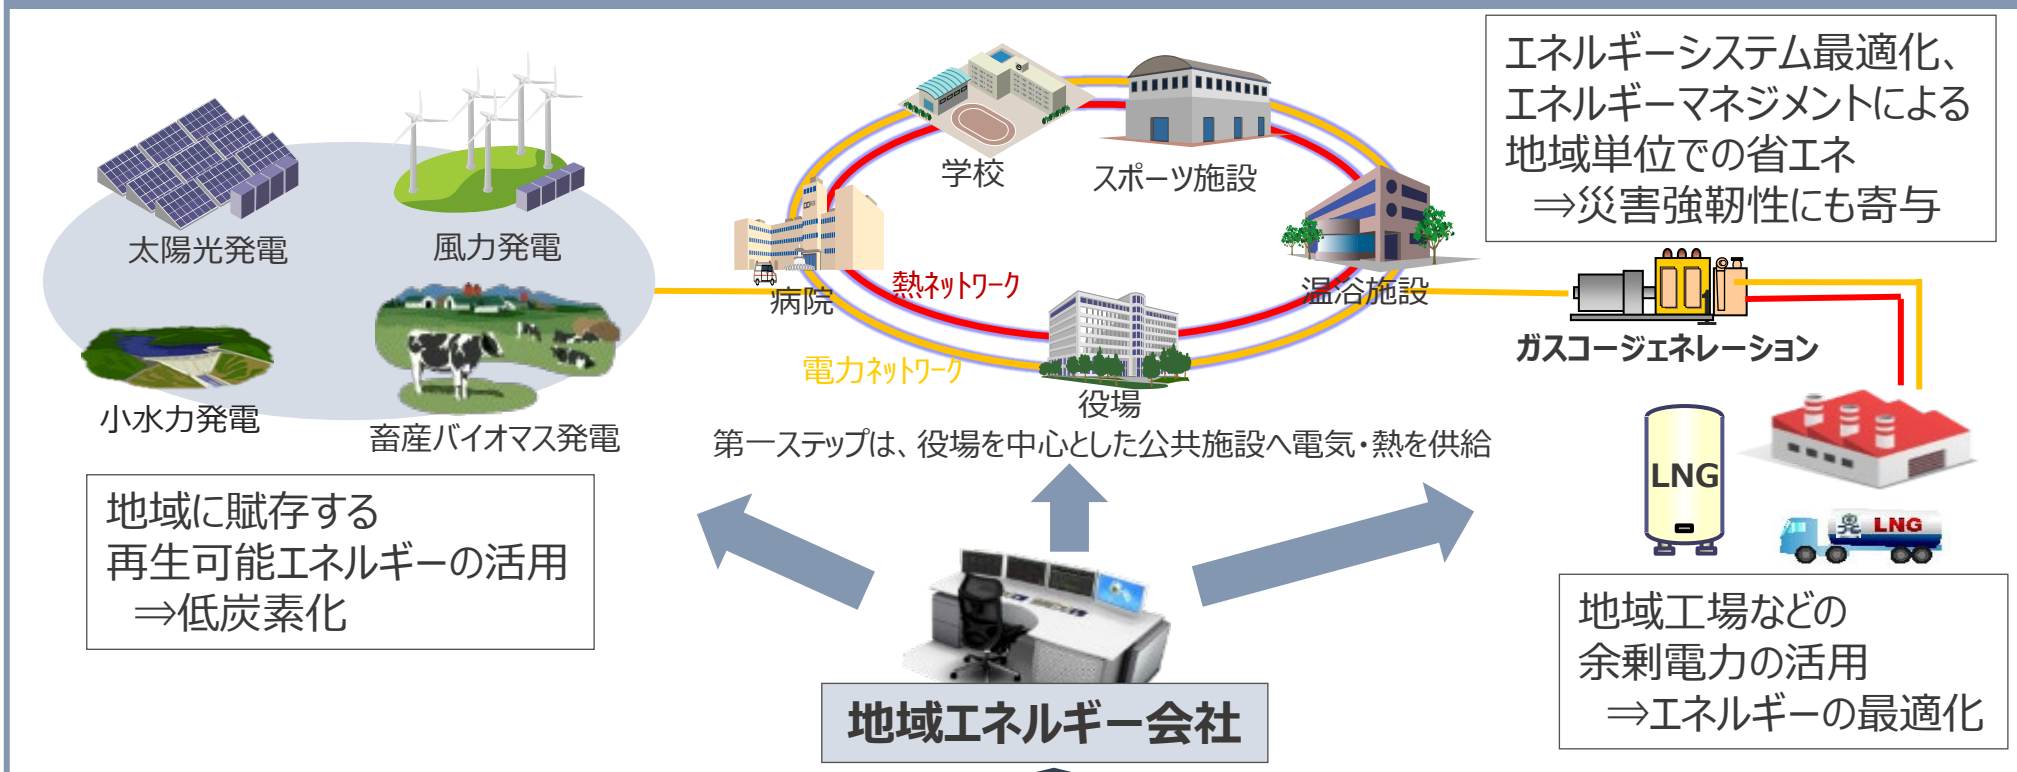 エネルギーシステム最適化、
エネルギーマネジメントによる
地域単位での省エネ
⇒災害強靭性にも寄与
学校
スポーツ施設
太陽光発電
風力発電
病院
熱ネットワーク
温浴施設
ガスコージェネレーション
電力ネットワーク
役場
小水力発電
畜産バイオマス発電
第一ステップは、役場を中心とした公共施設へ電気・熱を供給
LNG
LNG
地域に賦存する
再生可能エネルギーの活用
⇒低炭素化
地域工場などの
余剰電力の活用
⇒エネルギーの最適化
地域エネルギー会社